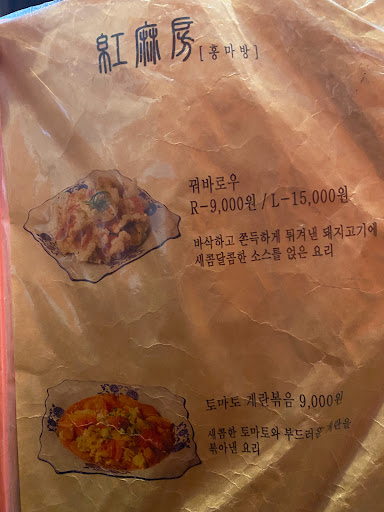 紅麻房 [홍마방]
꿔바로우
R-9,000원 / L-15,000원
바삭하고 쫀득하게 튀겨낸 돼지고기에
새콤달콤한 소스를 얹은 요리
토마토 계란볶음 9,000원
새콤한 토마토와 부드러운 계란을
볶아낸 요리